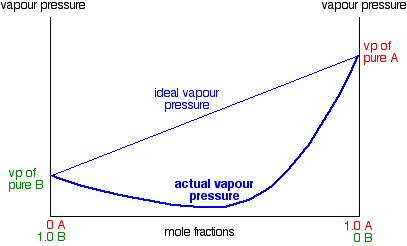 vapour pressure
vapour pressure
vp of
pure A
ideal vapour
pressure
vp of
pure B
actual vapour
pressure
0 A
1.0 B
mole fractions
1.0 A
0 B